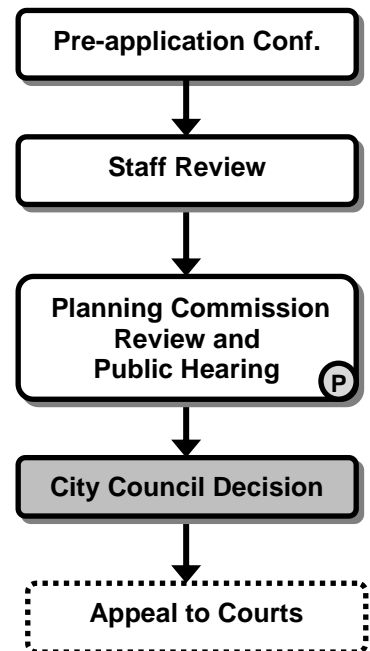 Pre-application Conf.
Staff Review
Planning Commission
Review and
Public Hearing
P
City Council Decision
Appeal to Courts